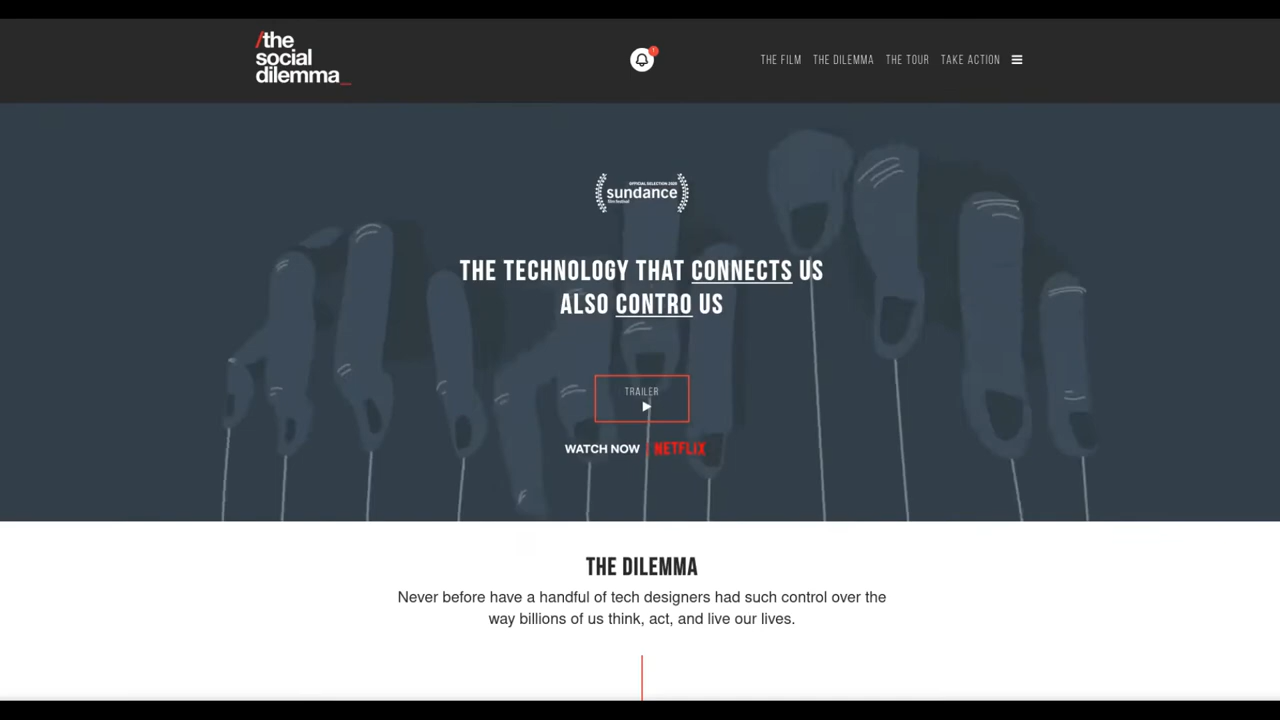 /the
social
dilemma_
!
THE FILM THE DILEMMA THE TOUR TAKE ACTION
OFFICIAL SELECTION 2020
sundance
film festival
THE TECHNOLOGY THAT CONNECTS US
ALSO CONTRO US
TRAILER
WATCH NOW | NETFLIX
THE DILEMMA
Never before have a handful of tech designers had such control over the
way billions of us think, act, and live our lives.